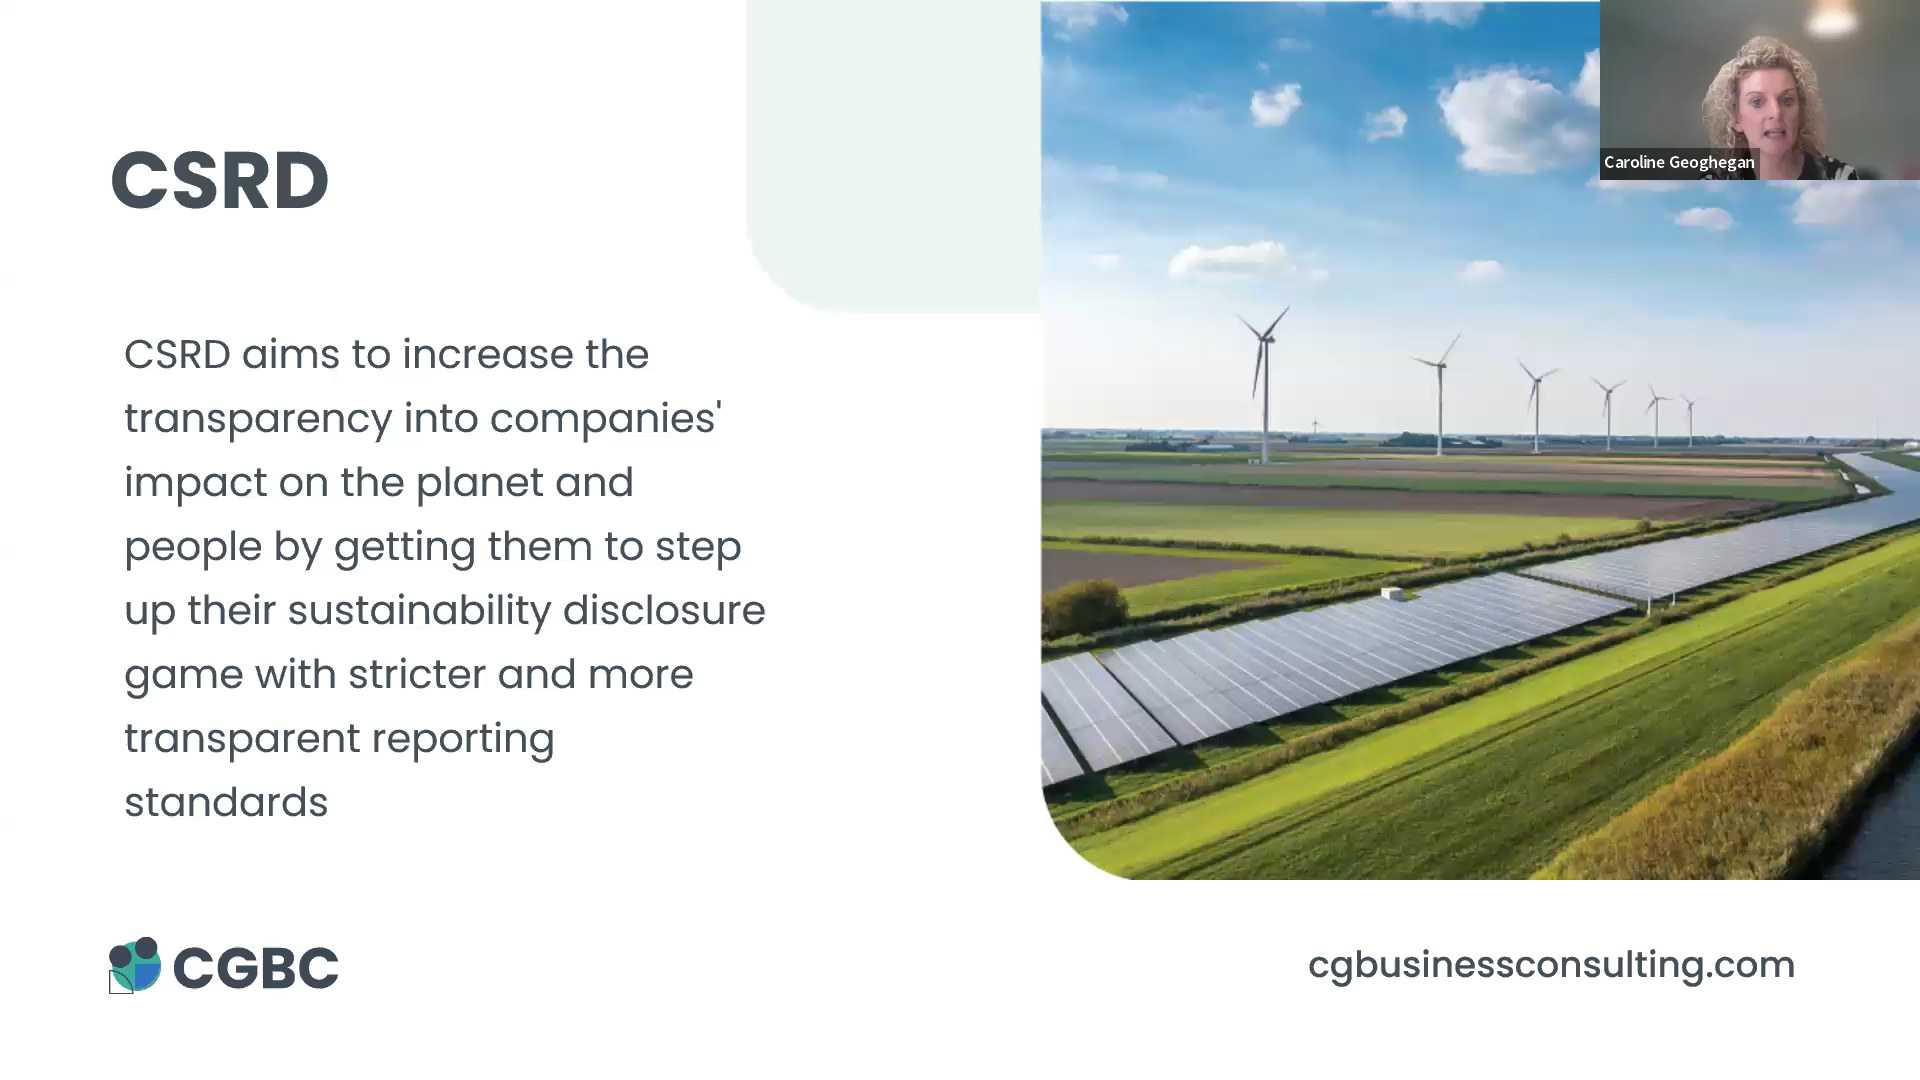 CSRD
Caroline Geoghegan
CSRD aims to increase the
transparency into companies'
impact on the planet and
people by getting them to step
up their sustainability disclosure
game with stricter and more
transparent reporting
standards
CGBC
cgbusinessconsulting.com